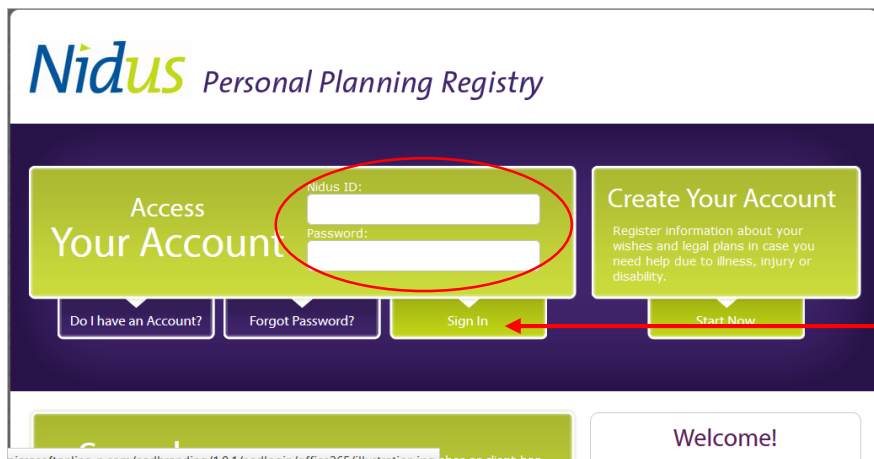 Nidus Personal Planning Registry
Access
Your Account
Nidus ID:
Password:
Do I have an Account?
Forgot Password?
Sign In
Create Your Account
Register information about your
wishes and legal plans in case you
need help due to illness, injury or
disability.
Start Now
Welcome!